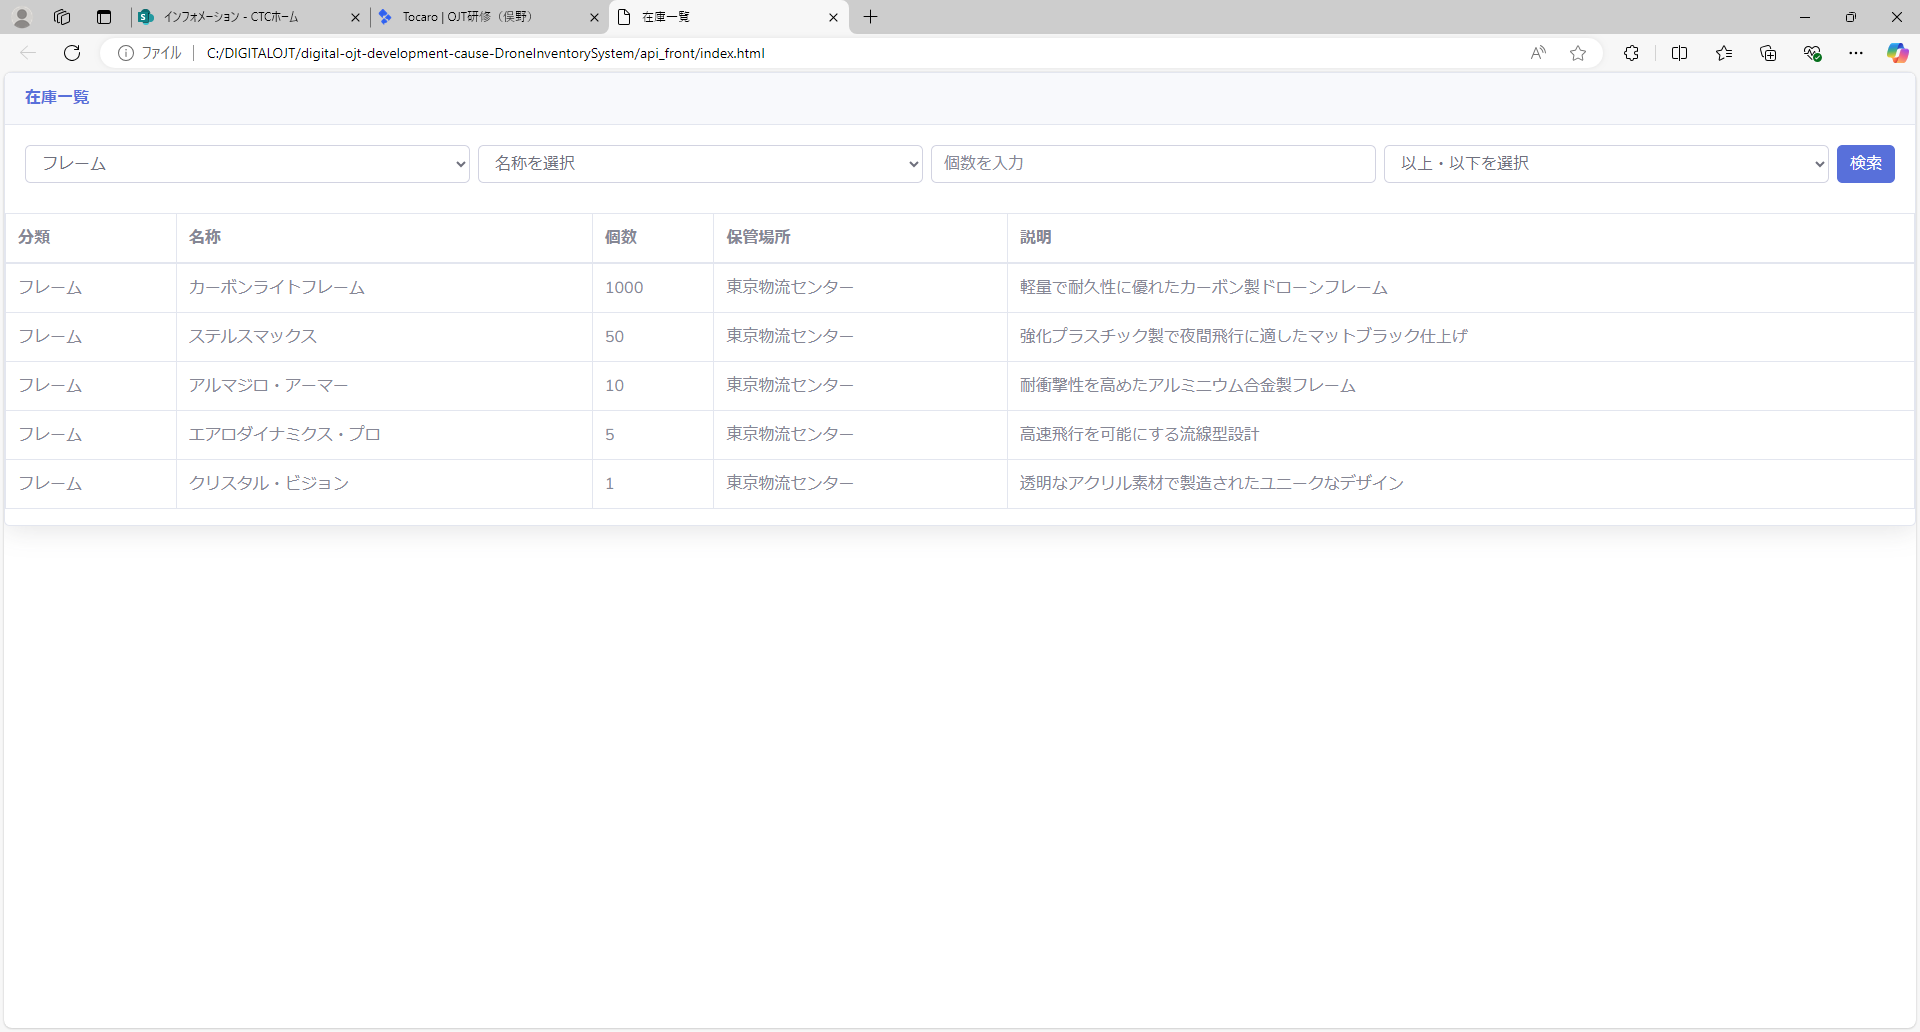 インフォメーション - CTCホーム
Tocaro | OJT研修（俣野）
在庫一覧
ファイル
C:/DIGITALOJT/digital-ojt-development-cause-DroneInventorySystem/api_front/index.html
在庫一覧
フレーム 名称を選択 個数を入力 以上・以下を選択 検索
分類 名称 個数 保管場所 説明
フレーム カーボンライトフレーム 1000 東京物流センター 軽量で耐久性に優れたカーボン製ドローンフレーム
フレーム ステルスマックス 50 東京物流センター 強化プラスチック製で夜間飛行に適したマットブラック仕上げ
フレーム アルマジロ・アーマー 10 東京物流センター 耐衝撃性を高めたアルミニウム合金製フレーム
フレーム エアロダイナミクス・プロ 5 東京物流センター 高速飛行を可能にする流線型設計
フレーム クリスタル・ビジョン 1 東京物流センター 透明なアクリル素材で製造されたユニークなデザイン